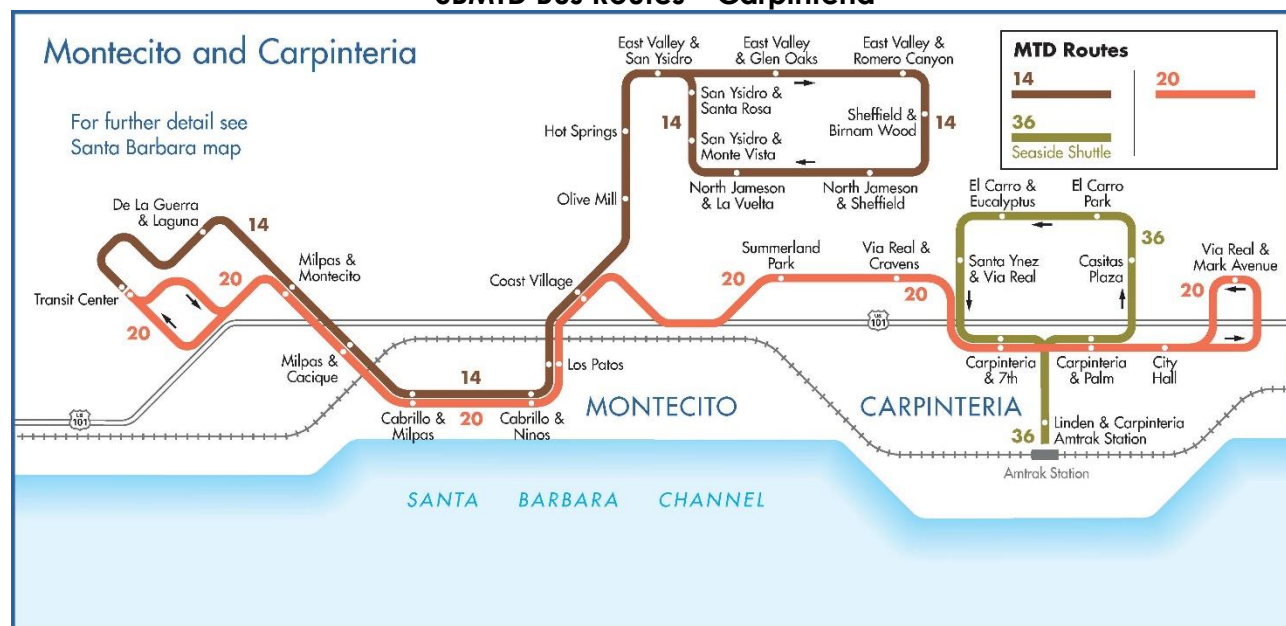 SBMTD Bus Routes – Carpinteria
Montecito and Carpinteria
For further detail see
Santa Barbara map
MTD Routes
14
20
36
Seaside Shuttle
East Valley &
San Ysidro
East Valley
& Glen Oaks
East Valley &
Romero Canyon
San Ysidro &
Santa Rosa
Hot Springs
14
San Ysidro &
Monte Vista
Sheffield &
Birnam Wood
14
North Jameson
& La Vuelta
North Jameson
& Sheffield
Olive Mill
El Carro &
Eucalyptus
El Carro
Park
De La Guerra
& Laguna
14
36
Milpas &
Montecito
20
Transit Center
20
Coast Village
Summerland
Park
20
Via Real &
Cravens
20
Santa Ynez
& Via Real
Casitas
Plaza
Via Real &
Mark Avenue
20
US
101
US
101
Milpas &
Cacique
Los Patos
Carpinteria
& 7th
Carpinteria
& Palm
City
Hall
14
20
Cabrillo &
Milpas
Cabrillo &
Ninos
MONTECITO
CARPINTERIA
US
101
36
Linden & Carpinteria
Amtrak Station
Amtrak Station
SANTA BARBARA CHANNEL